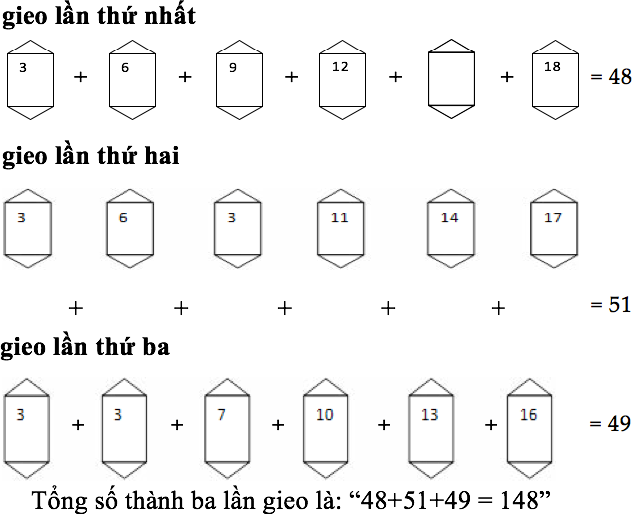 gieo lần thứ nhất
3 + 6 + 9 + 12 + + 18 = 48
gieo lần thứ hai
3 6 3 11 14 17
+ + + + + = 51
gieo lần thứ ba
3 + 3 + 7 + 10 + 13 + 16 = 49
Tổng số thành ba lần gieo là: “48+51+49 = 148”